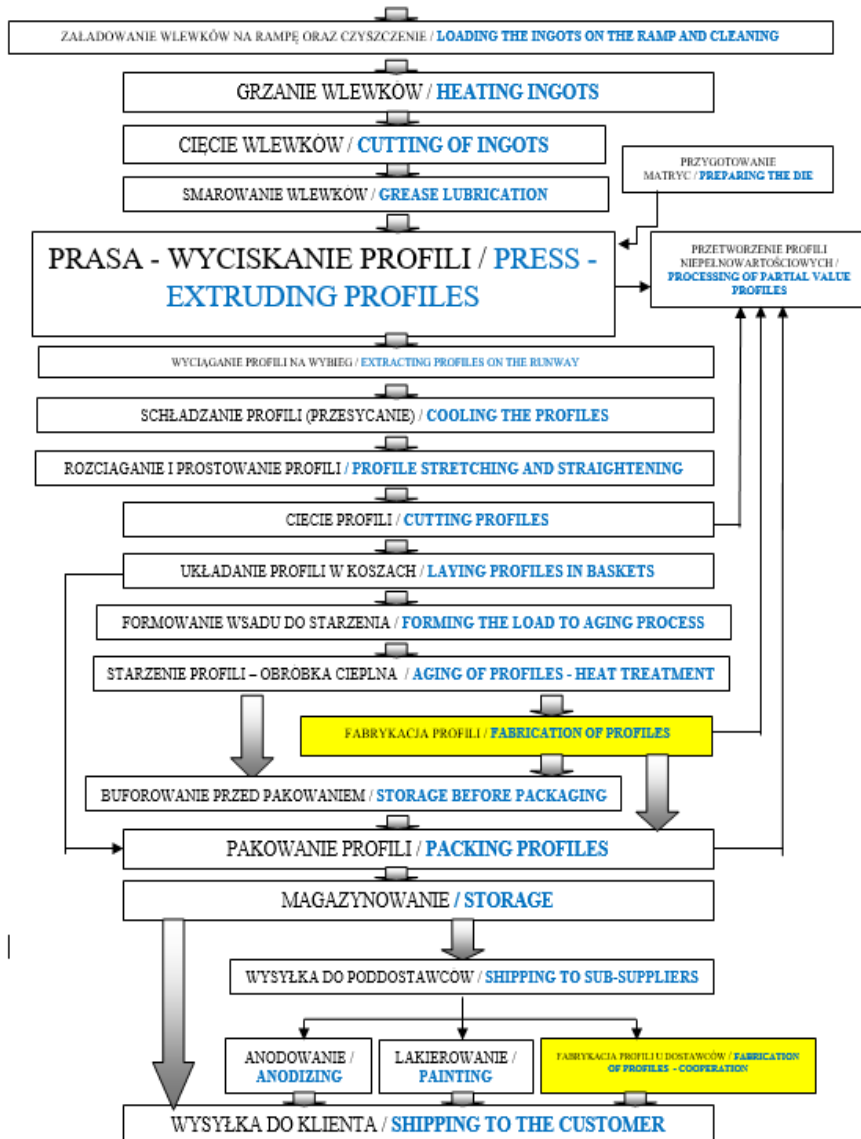 ZAŁADOWANIE WLEWKÓW NA RAMPĘ ORAZ CZYSZCZENIE / LOADING THE INGOTS ON THE RAMP AND CLEANING
GRZANIE WLEWKÓW / HEATING INGOTS
CIĘCIE WLEWKÓW / CUTTING OF INGOTS
PRZYGOTOWANIE
MATRYC / PREPARING THE DIE
SMAROWANIE WLEWKÓW / GREASE LUBRICATION
PRASA - WYCISKANIE PROFILI / PRESS -
EXTRUDING PROFILES
PRZETWORZENIE PROFILI
NIEPEŁNOWARTOŚCIOWYCH /
PROCESSING OF PARTIAL VALUE
PROFILES
WYCIĄGANIE PROFILI NA WYBIEG / EXTRACTING PROFILES ON THE RUNWAY
SCHŁADZANIE PROFILI (PRZESYCANIE) / COOLING THE PROFILES
ROZCIAGANIE I PROSTOWANIE PROFILI / PROFILE STRETCHING AND STRAIGHTENING
CIĘCIE PROFILI / CUTTING PROFILES
UKŁADANIE PROFILI W KOSZACH / LAYING PROFILES IN BASKETS
FORMOWANIE WSADU DO STARZENIA / FORMING THE LOAD TO AGING PROCESS
STARZENIE PROFILI – OBRÓBKA CIEPLNA / AGING OF PROFILES - HEAT TREATMENT
FABRYKACJA PROFILI / FABRICATION OF PROFILES
BUFOROWANIE PRZED PAKOWANIEM / STORAGE BEFORE PACKAGING
PAKOWANIE PROFILI / PACKING PROFILES
MAGAZYNOWANIE / STORAGE
WYSYŁKA DO PODDOSTAWCÓW / SHIPPING TO SUB-SUPPLIERS
ANODOWANIE /
ANODIZING
LAKIEROWANIE /
PAINTING
FABRYKACJA PROFILI U DOSTAWCÓW / FABRICATION
OF PROFILES - COOPERATION
WYSYŁKA DO KLIENTA / SHIPPING TO THE CUSTOMER